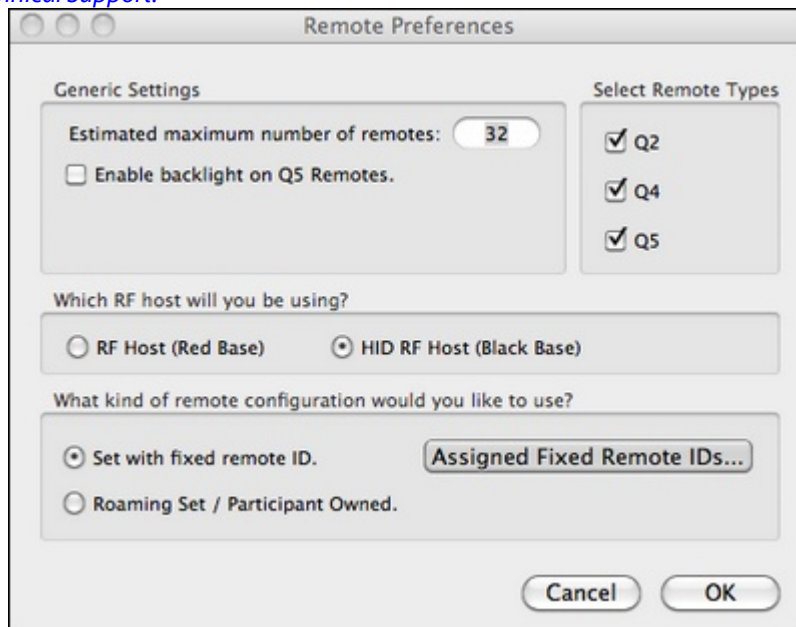 nical Support.
Remote Preferences
Generic Settings
Select Remote Types
Estimated maximum number of remotes: 32
Enable backlight on Q5 Remotes.
Q2
Q4
Q5
Which RF host will you be using?
RF Host (Red Base) HID RF Host (Black Base)
What kind of remote configuration would you like to use?
Set with fixed remote ID. Assigned Fixed Remote IDs...
Roaming Set / Participant Owned.
Cancel OK